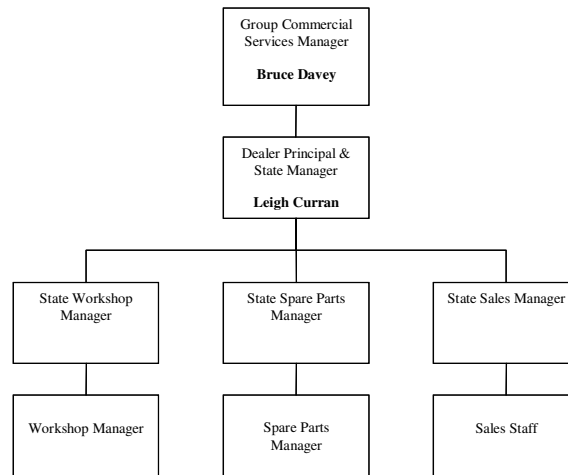 Group Commercial
Services Manager
Bruce Davey
Dealer Principal &
State Manager
Leigh Curran
State Workshop
Manager
State Spare Parts
Manager
State Sales Manager
Workshop Manager
Spare Parts
Manager
Sales Staff